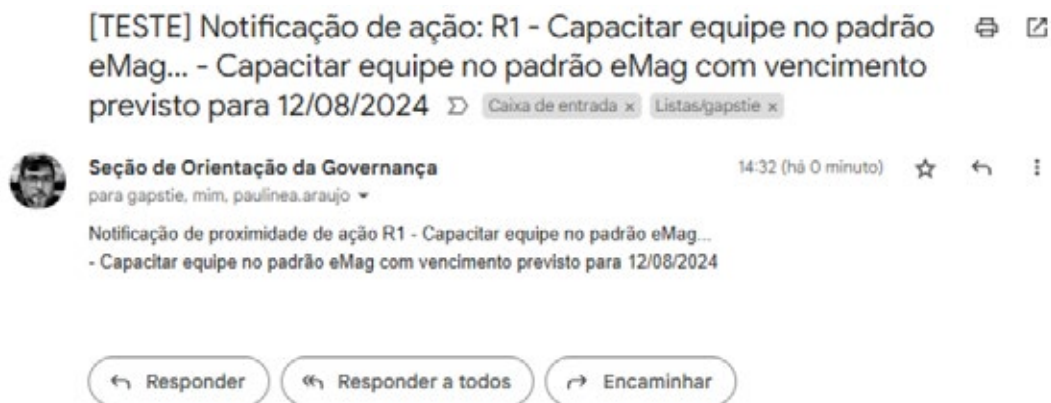 [TESTE] Notificação de ação: R1 - Capacitar equipe no padrão
eMag... - Capacitar equipe no padrão eMag com vencimento
previsto para 12/08/2024 Caixa de entrada x Listas/gapstie x
Seção de Orientação da Governança 14:32 (há 0 minuto)
para gapstie, mim, paulinea.araujo
Notificação de proximidade de ação R1 - Capacitar equipe no padrão eMag...
- Capacitar equipe no padrão eMag com vencimento previsto para 12/08/2024
Responder Responder a todos Encaminhar